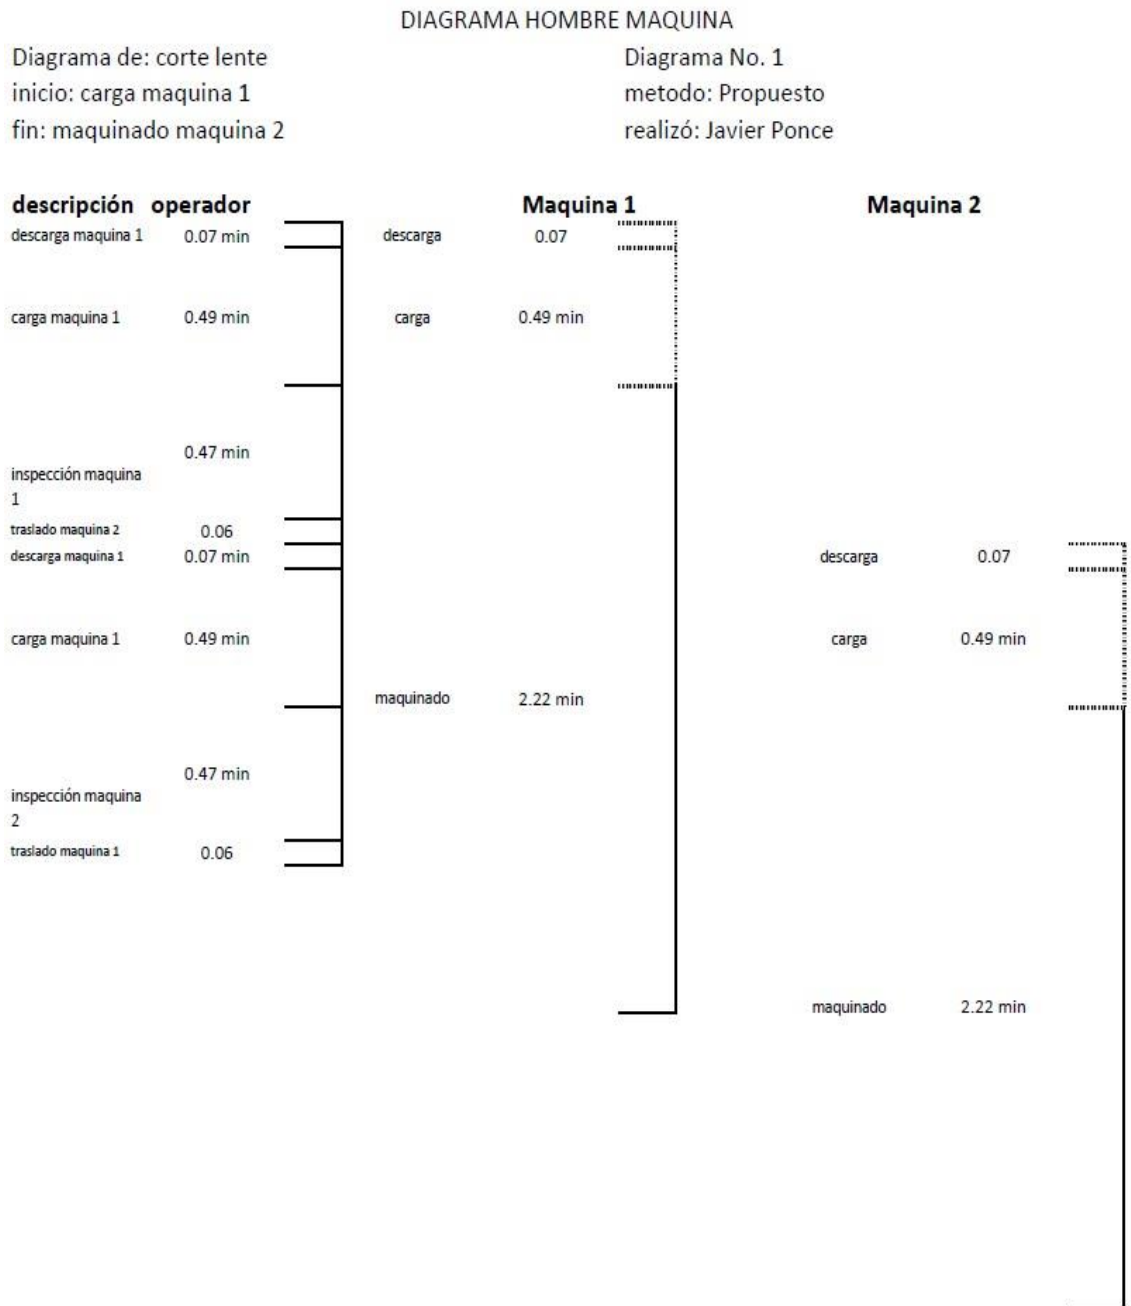 DIAGRAMA HOMBRE MAQUINA
Diagrama de: corte lente Diagrama No. 1
inicio: carga maquina 1 metodo: Propuesto
fin: maquinado maquina 2 realizó: Javier Ponce
descripción operador Maquina 1 Maquina 2
descarga maquina 1 0.07 min descarga 0.07
carga maquina 1 0.49 min carga 0.49 min
0.47 min
inspección maquina
1
traslado maquina 2 0.06
descarga maquina 1 0.07 min descarga 0.07
carga maquina 1 0.49 min carga 0.49 min
maquinado 2.22 min
0.47 min
inspección maquina
2
traslado maquina 1 0.06
maquinado 2.22 min